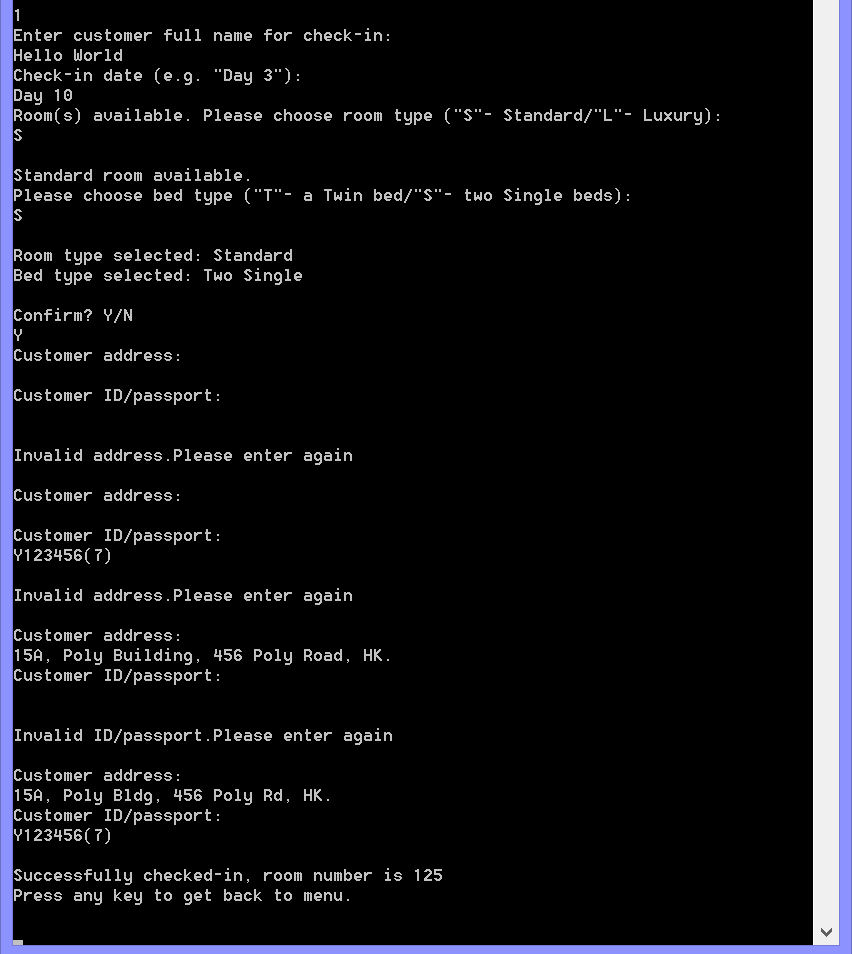 1
Enter customer full name for check-in:
Hello World
Check-in date (e.g. "Day 3"):
Day 10
Room(s) available. Please choose room type ("S"- Standard/"L"- Luxury):
S
Standard room available.
Please choose bed type ("T"- a Twin bed/"S"- two Single beds):
S
Room type selected: Standard
Bed type selected: Two Single
Confirm? Y/N
Y
Customer address:
Customer ID/passport:
Invalid address.Please enter again
Customer address:
Customer ID/passport:
Y123456(7)
Invalid address.Please enter again
Customer address:
15A, Poly Building, 456 Poly Road, HK.
Customer ID/passport:
Invalid ID/passport.Please enter again
Customer address:
15A, Poly Bldg, 456 Poly Rd, HK.
Customer ID/passport:
Y123456(7)
Successfully checked-in, room number is 125
Press any key to get back to menu.